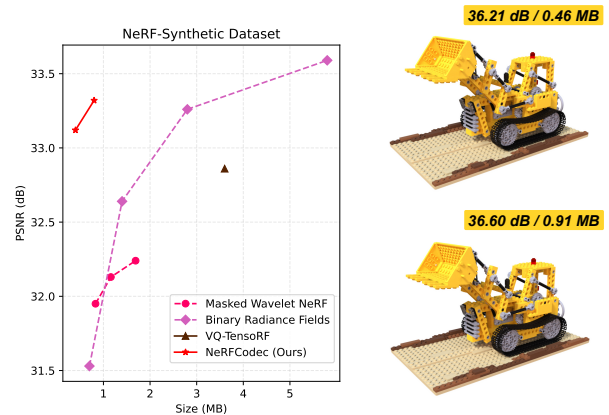 NeRF-Synthetic Dataset
PSNR (dB)
33.5
33.0
32.5
32.0
31.5
0
1
2
3
4
5
Size (MB)
Masked Wavelet NeRF
Binary Radiance Fields
VQ-TensoRF
NeRFCodec (Ours)
36.21 dB / 0.46 MB
36.60 dB / 0.91 MB